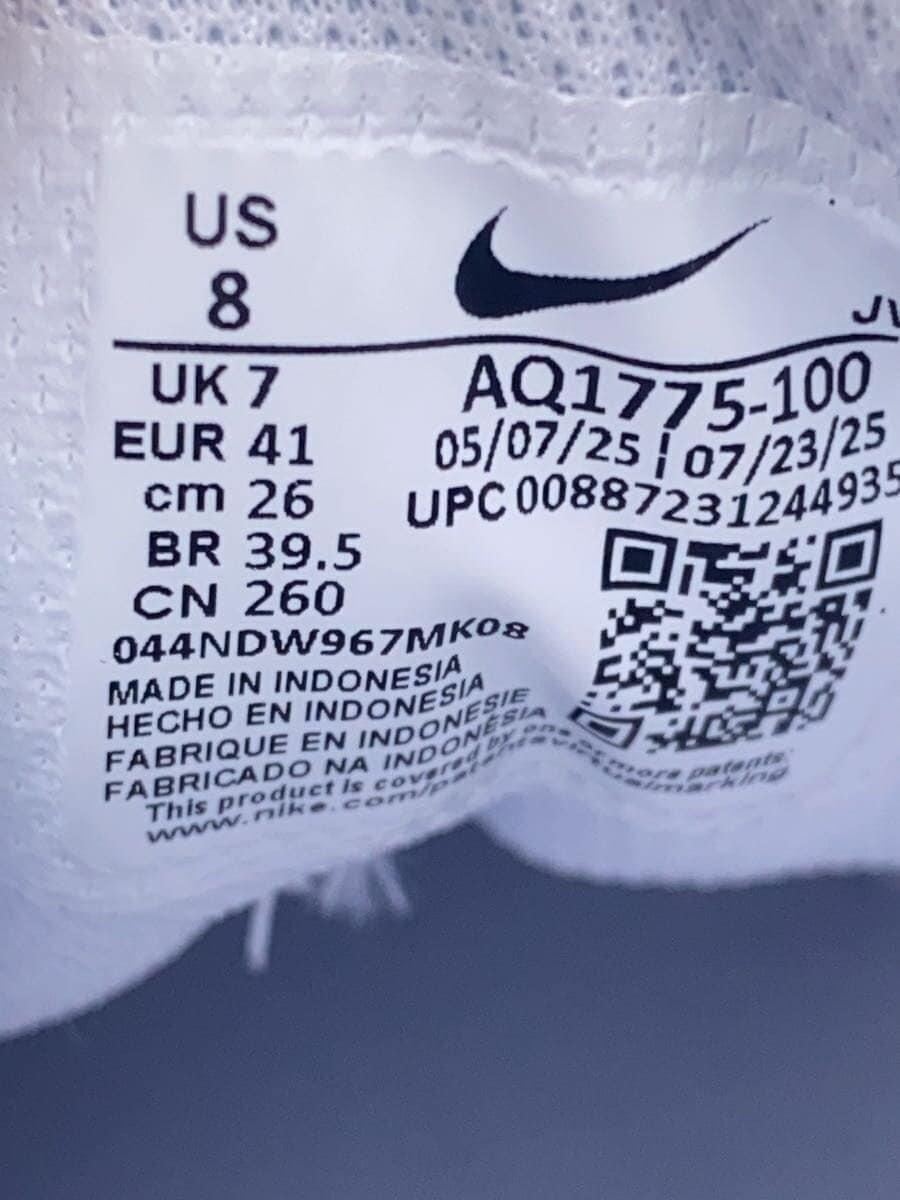 US
8
JV
UK 7
EUR 41
cm 26
BR 39.5
CN 260
AQ1775-100
05/07/25 ¦ 07/23/25
UPC 00887231244935
044NDW967MK08
MADE IN INDONESIA
HECHO EN INDONESIA
FABRIQUE EN INDONESIE
FABRICADO NA INDONÉSIA
This product is covered by one or more patents.
www.nike.com/patentsvirtualmarking